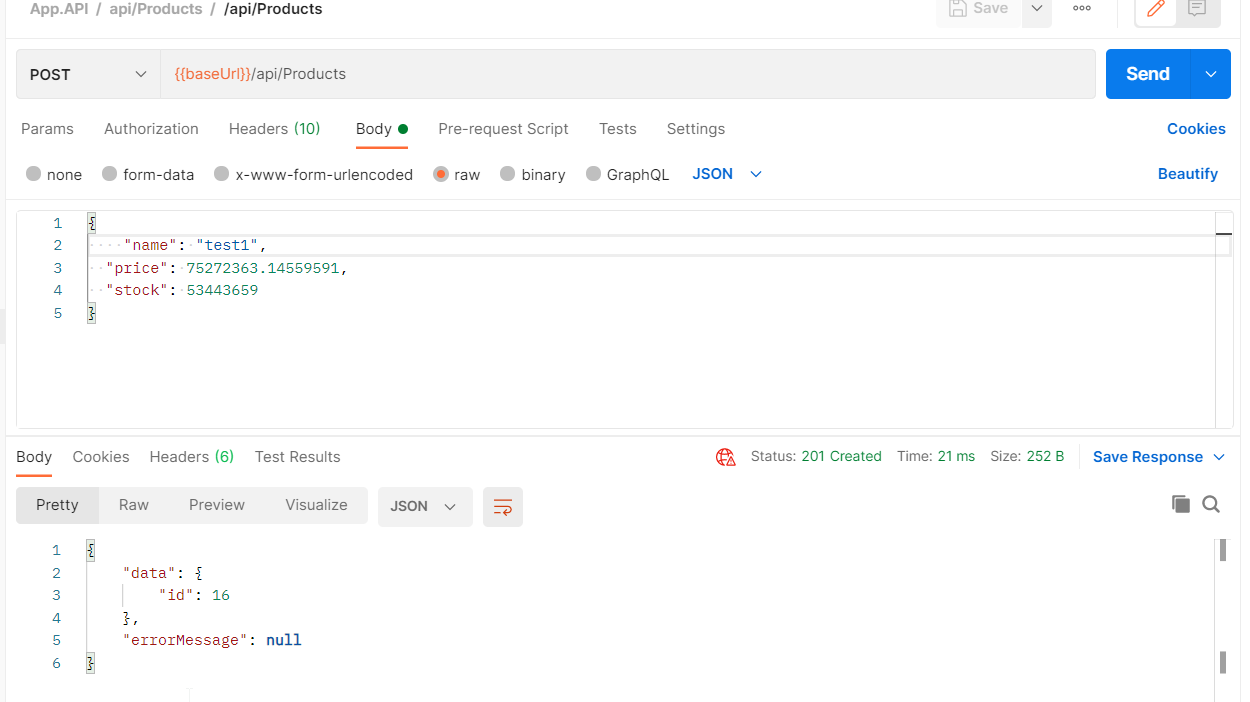 App.API / api/Products / /api/Products
Save
POST
{{baseUrl}}/api/Products
Send
Params Authorization Headers (10) Body Pre-request Script Tests Settings Cookies
none form-data x-www-form-urlencoded raw binary GraphQL JSON Beautify
1 {
2 "name": "test1",
3 "price": 75272363.14559591,
4 "stock": 53443659
5 }
Body Cookies Headers (6) Test Results Status: 201 Created Time: 21 ms Size: 252 B Save Response
Pretty Raw Preview Visualize JSON
1 {
2 "data": {
3 "id": 16
4 },
5 "errorMessage": null
6 }